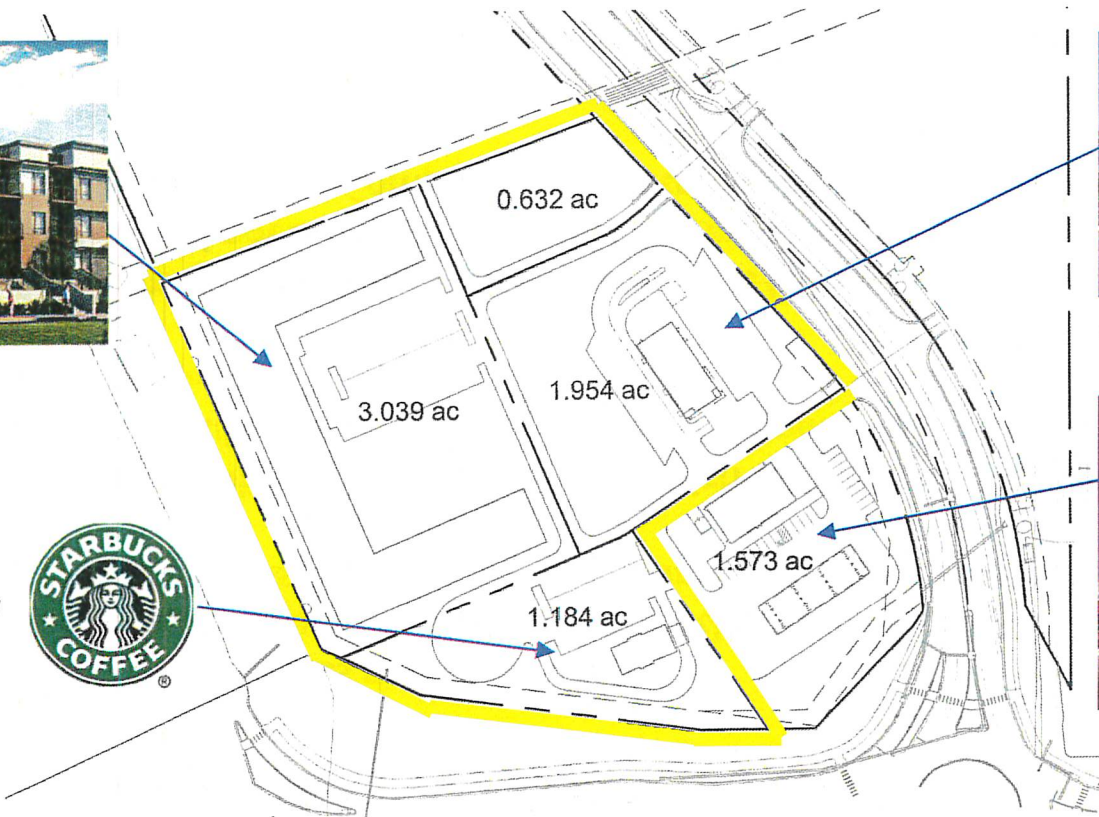 0.632 ac
1.954 ac
3.039 ac
1.573 ac
1.184 ac
STARBUCKS
COFFEE
®